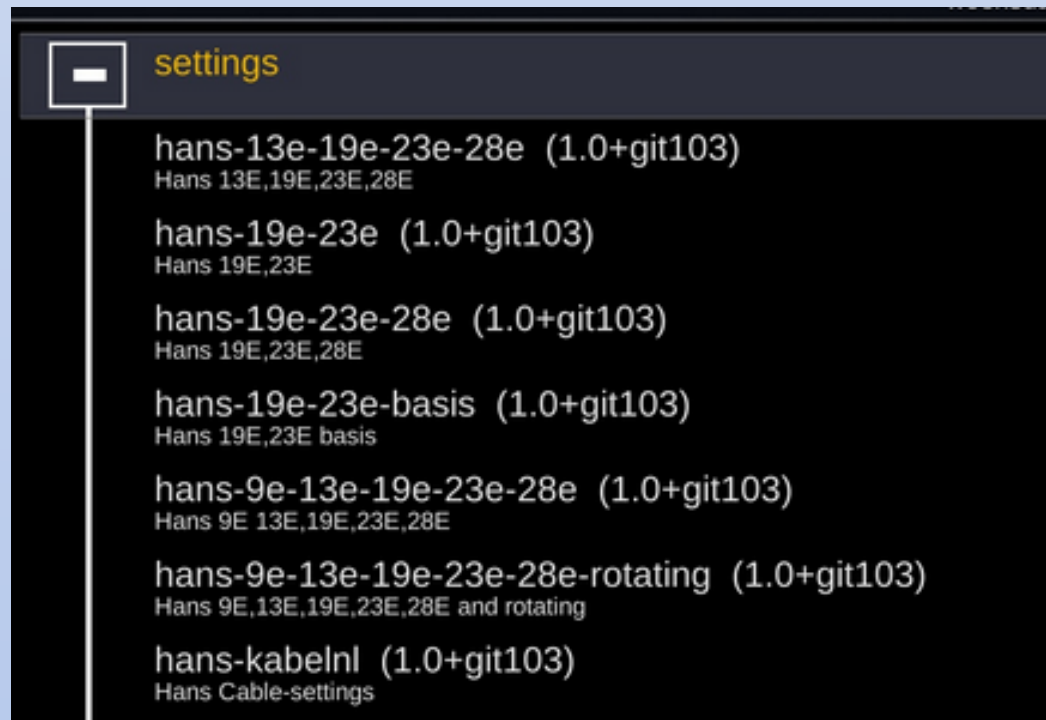 settings
hans-13e-19e-23e-28e (1.0+git103)
Hans 13E,19E,23E,28E
hans-19e-23e (1.0+git103)
Hans 19E,23E
hans-19e-23e-28e (1.0+git103)
Hans 19E,23E,28E
hans-19e-23e-basis (1.0+git103)
Hans 19E,23E basis
hans-9e-13e-19e-23e-28e (1.0+git103)
Hans 9E 13E,19E,23E,28E
hans-9e-13e-19e-23e-28e-rotating (1.0+git103)
Hans 9E,13E,19E,23E,28E and rotating
hans-kabelnl (1.0+git103)
Hans Cable-settings